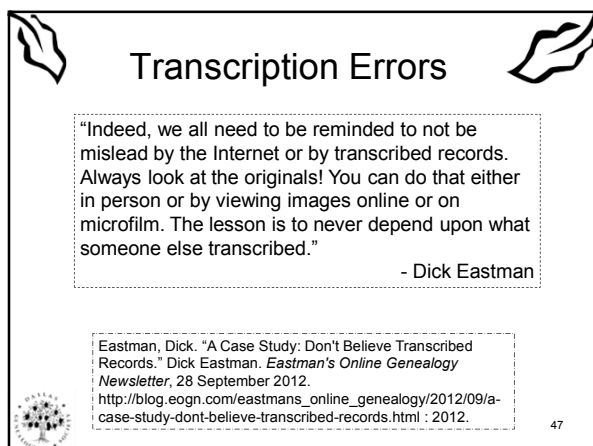 Transcription Errors
“Indeed, we all need to be reminded to not be
mislead by the Internet or by transcribed records.
Always look at the originals! You can do that either
in person or by viewing images online or on
microfilm. The lesson is to never depend upon what
someone else transcribed.”
- Dick Eastman
Eastman, Dick. “A Case Study: Don't Believe Transcribed
Records.” Dick Eastman. Eastman's Online Genealogy
Newsletter, 28 September 2012.
http://blog.eogn.com/eastmans_online_genealogy/2012/09/a-
case-study-dont-believe-transcribed-records.html : 2012.
DALLAS
47